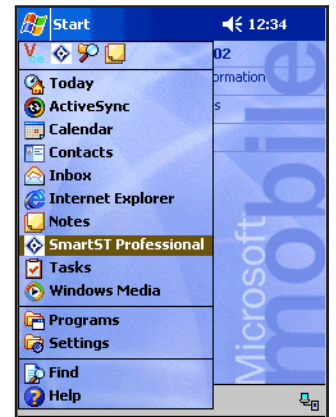 Start 12:34
02
ormation
Today
s
ActiveSync
Calendar
Contacts
Inbox
Internet Explorer
Notes
SmartST Professional
Tasks
Windows Media
Programs
Settings
Find
Help
Microsoft
mobile